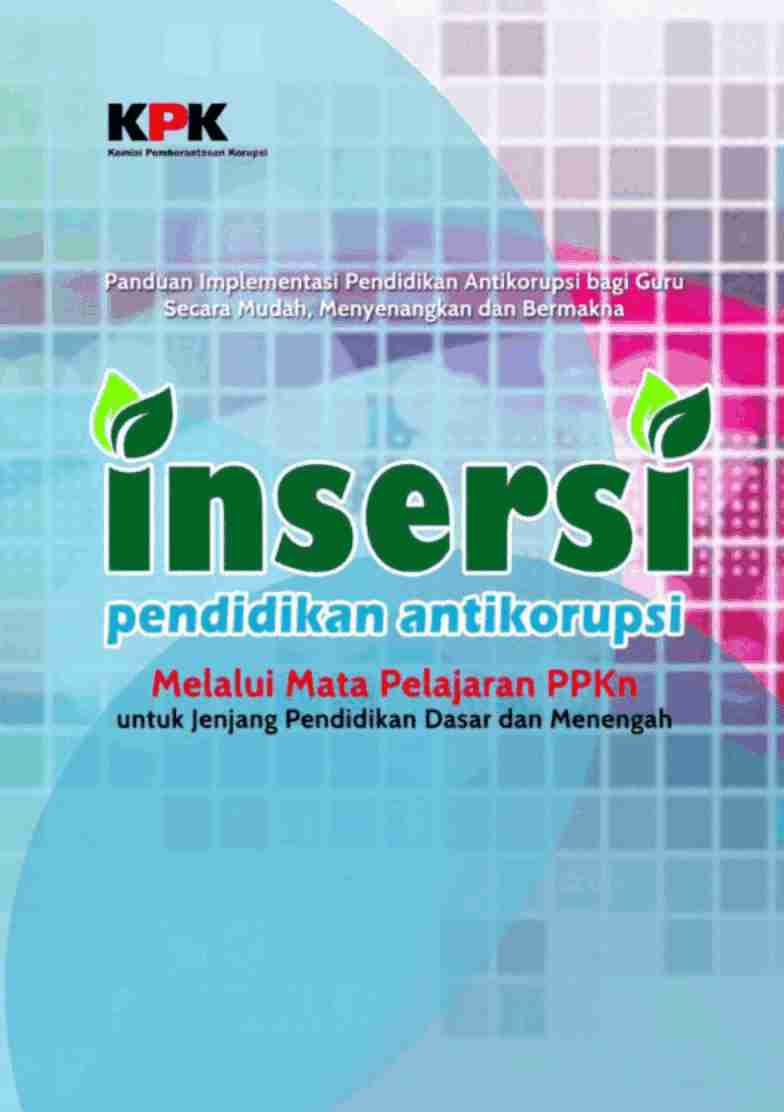 KPK
Komisi Pemberantasan Korupsi
Panduan Implementasi Pendidikan Antikorupsi bagi Guru
Secara Mudah, Menyenangkan dan Bermakna
insersi
pendidikan antikorupsi
Melalui Mata Pelajaran PPKn
untuk Jenjang Pendidikan Dasar dan Menengah